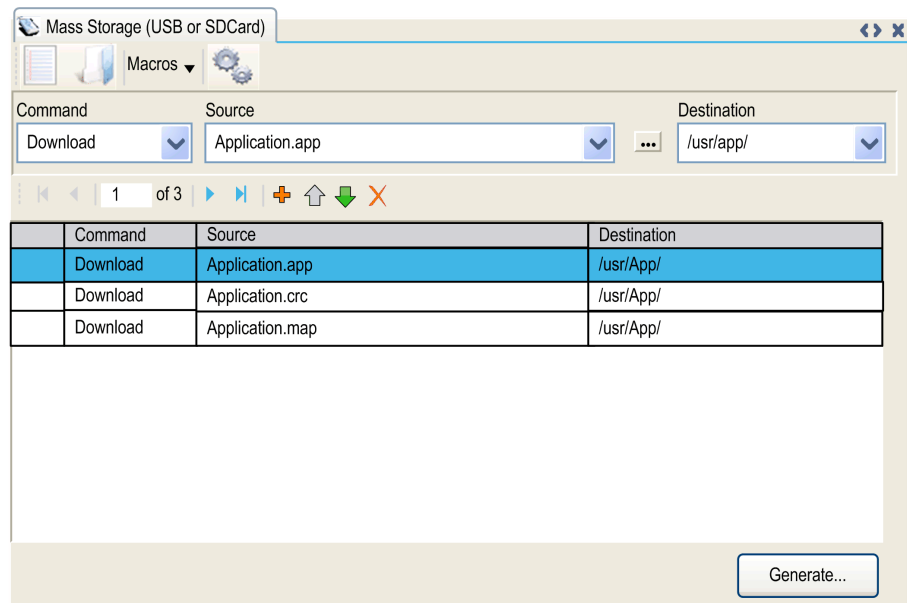 Mass Storage (USB or SDCard)
Macros
Command Source Destination
Download Application.app ... /usr/app/
1 of 3
Command Source Destination
Download Application.app /usr/App/
Download Application.crc /usr/App/
Download Application.map /usr/App/
Generate...